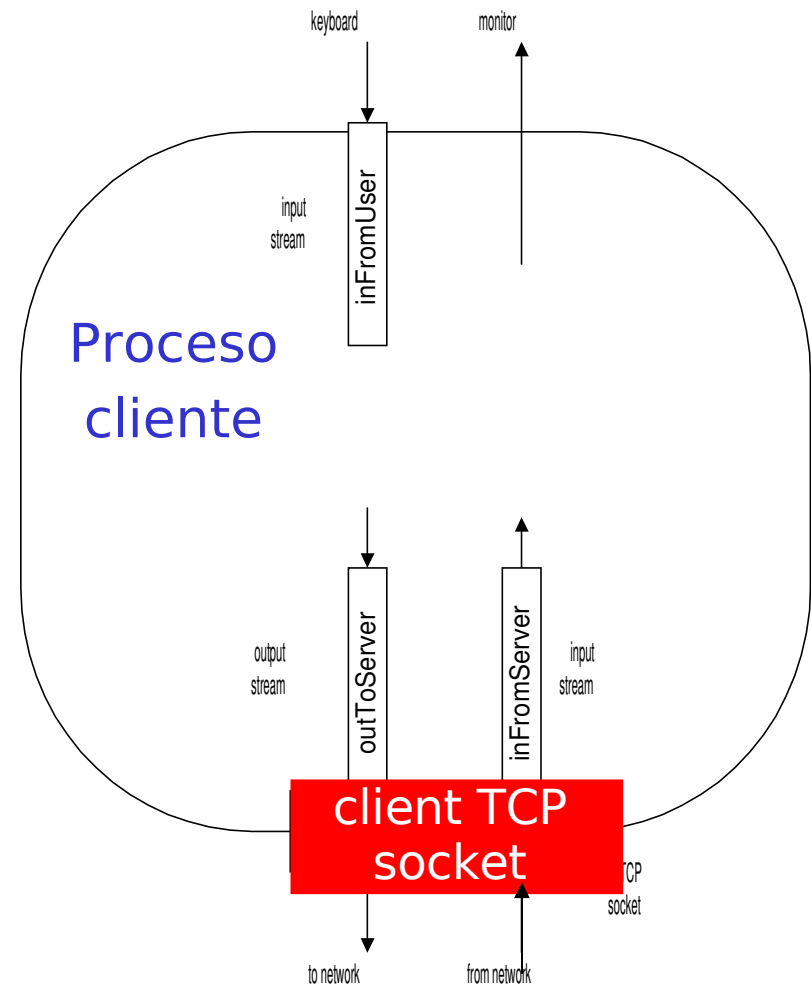 keyboard
monitor
input
stream
inFromUser
Proceso
cliente
output
stream
outToServer
inFromServer
input
stream
client TCP
socket
TCP
socket
to network
from network